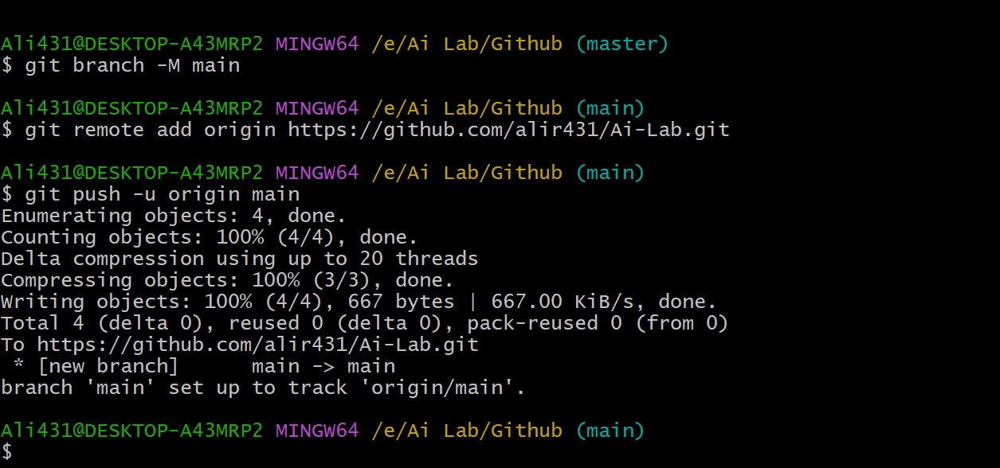 Ali431@DESKTOP-A43MRP2 MINGW64 /e/Ai Lab/Github (master)
$ git branch -M main
Ali431@DESKTOP-A43MRP2 MINGW64 /e/Ai Lab/Github (main)
$ git remote add origin https://github.com/alir431/Ai-Lab.git
Ali431@DESKTOP-A43MRP2 MINGW64 /e/Ai Lab/Github (main)
$ git push -u origin main
Enumerating objects: 4, done.
Counting objects: 100% (4/4), done.
Delta compression using up to 20 threads
Compressing objects: 100% (3/3), done.
Writing objects: 100% (4/4), 667 bytes | 667.00 KiB/s, done.
Total 4 (delta 0), reused 0 (delta 0), pack-reused 0 (from 0)
To https://github.com/alir431/Ai-Lab.git
 * [new branch]      main -> main
branch 'main' set up to track 'origin/main'.
Ali431@DESKTOP-A43MRP2 MINGW64 /e/Ai Lab/Github (main)
$